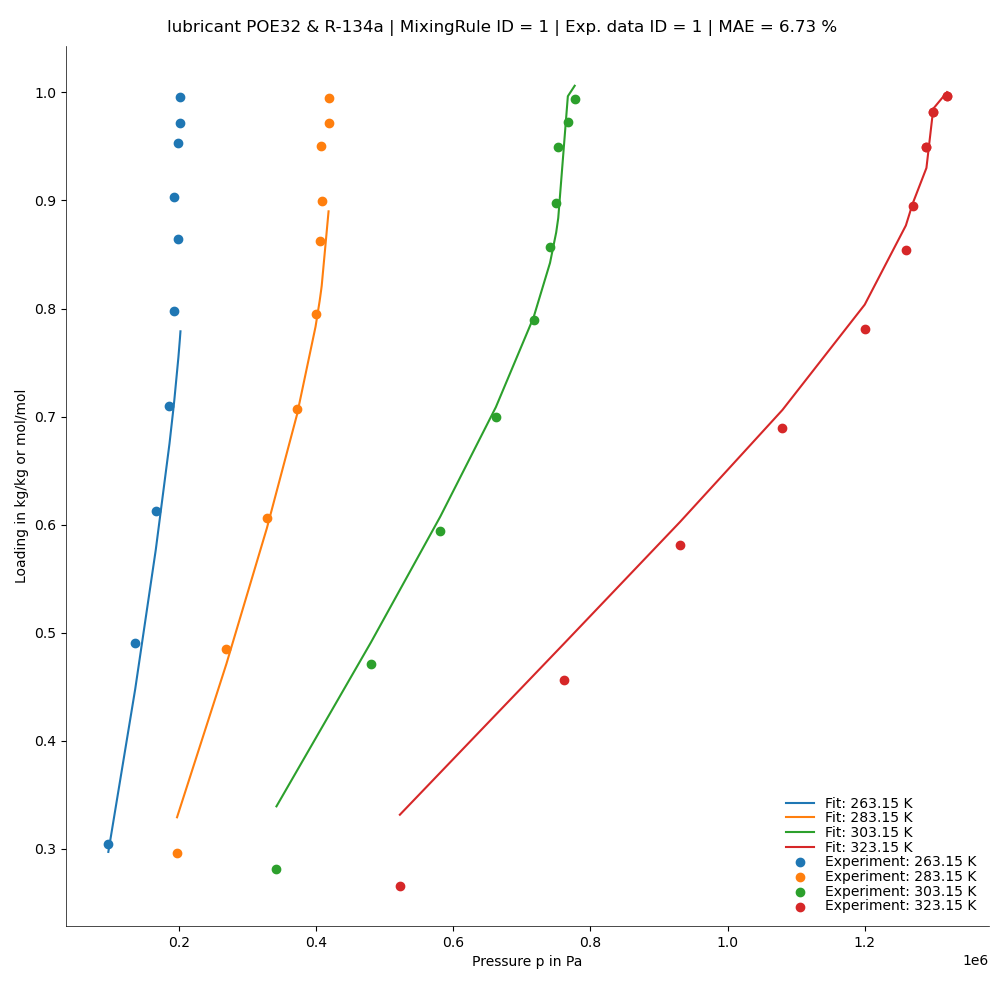 lubricant POE32 & R-134a | MixingRule ID = 1 | Exp. data ID = 1 | MAE = 6.73 %
Loading in kg/kg or mol/mol
1.0
0.9
0.8
0.7
0.6
0.5
0.4
0.3
Fit: 263.15 K
Fit: 283.15 K
Fit: 303.15 K
Fit: 323.15 K
Experiment: 263.15 K
Experiment: 283.15 K
Experiment: 303.15 K
Experiment: 323.15 K
0.2 0.4 0.6 0.8 1.0 1.2
1e6
Pressure p in Pa